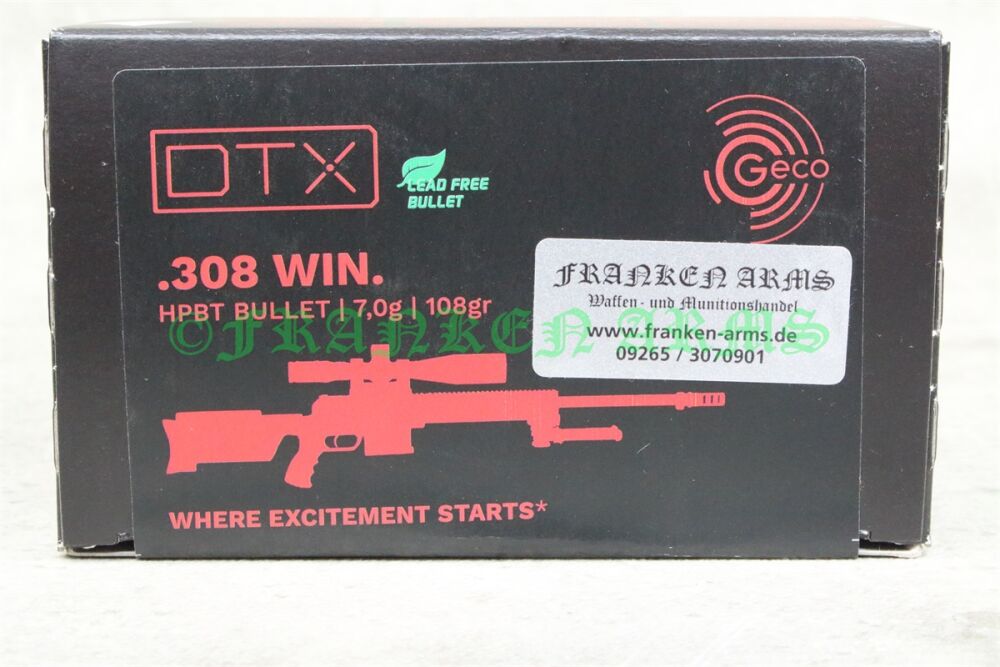 DTX
LEAD FREE
BULLET
Geco
.308 WIN.
HPBT BULLET | 7,0g | 108gr
FRANKEN ARMS
Waffen- und Munitionshandel
www.franken-arms.de
09265 / 3070901
©FRANKEN ARMS
WHERE EXCITEMENT STARTS*